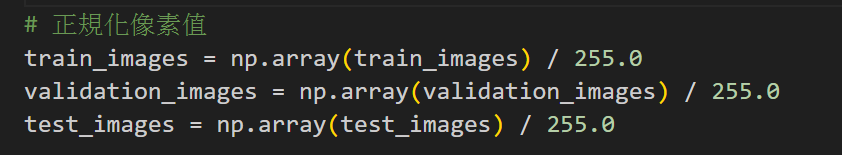 # 正規化像素值
train_images = np.array(train_images) / 255.0
validation_images = np.array(validation_images) / 255.0
test_images = np.array(test_images) / 255.0